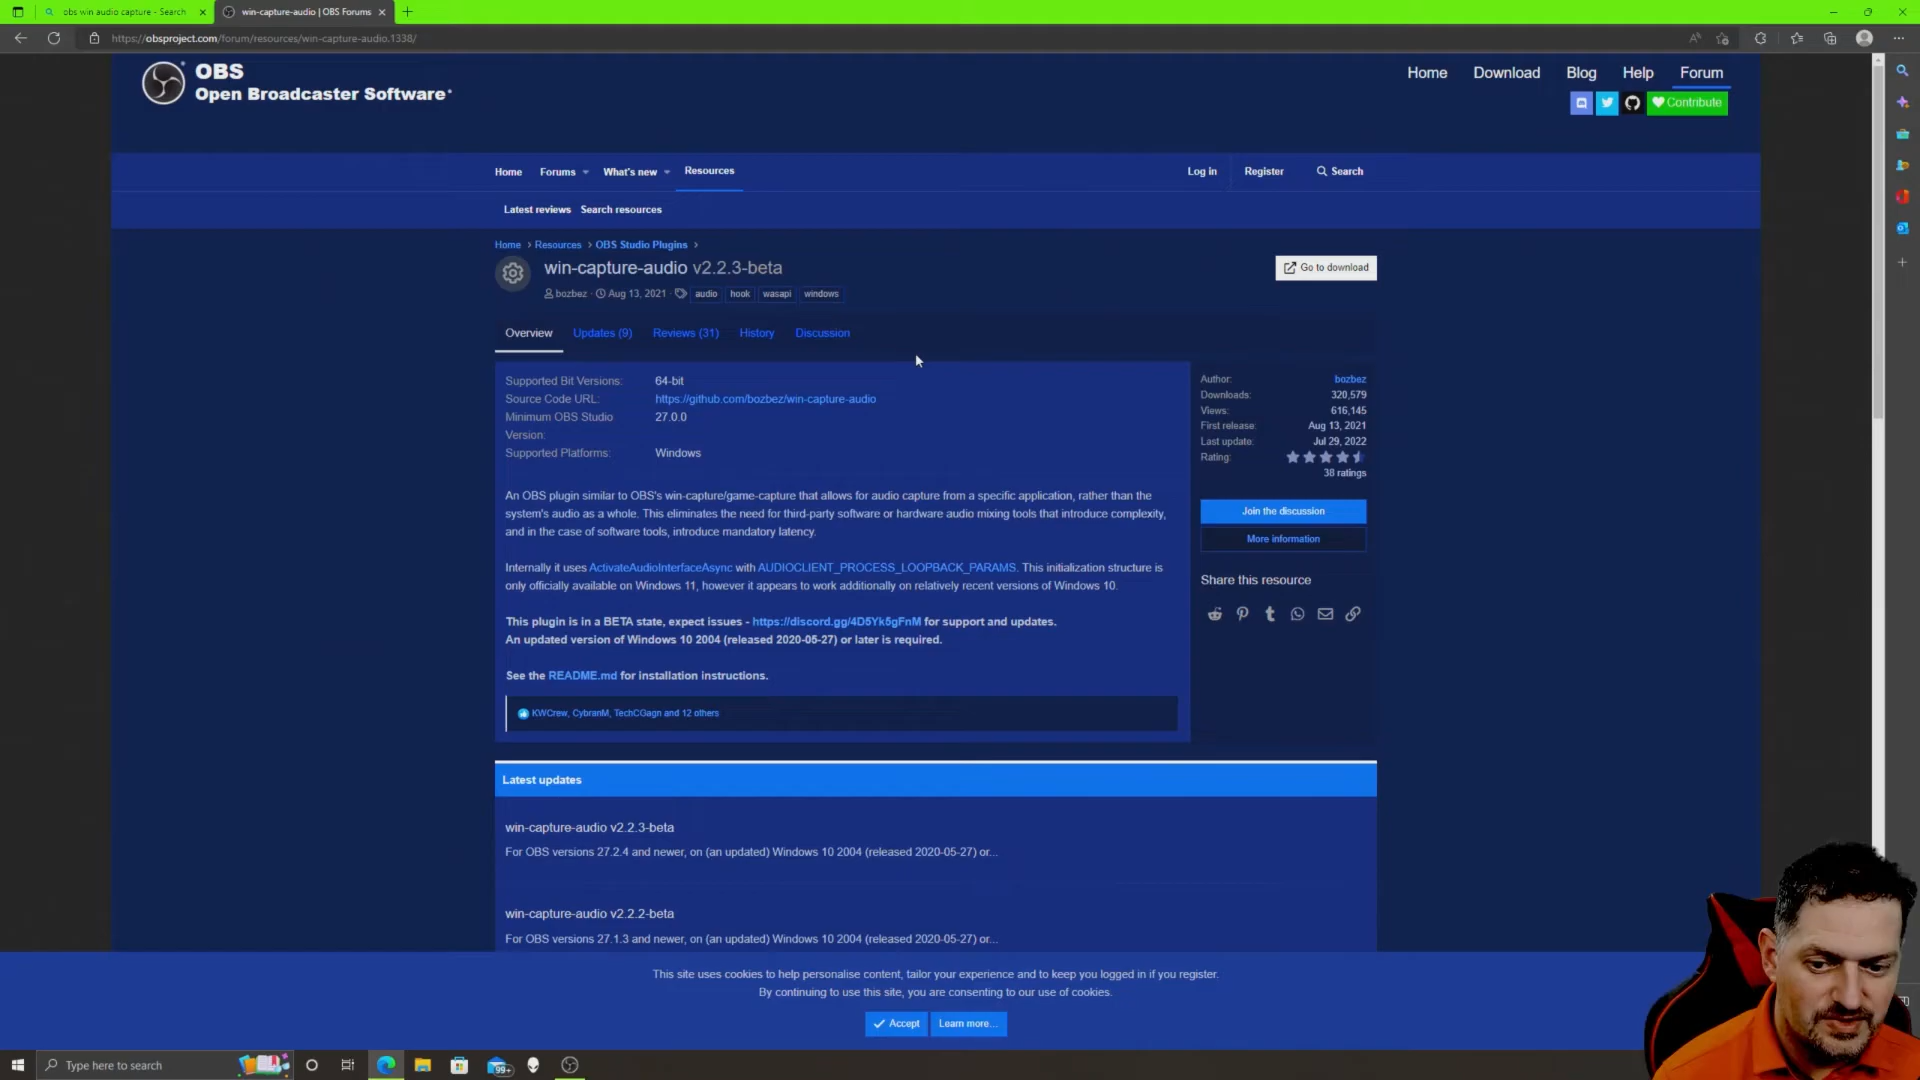 obs win audio capture - Search
win-capture-audio | OBS Forums
https://obsproject.com/forum/resources/win-capture-audio.1338/
OBS
Open Broadcaster Software
Home Download Blog Help Forum
Contribute
Home Forums What's new Resources Log in Register Search
Latest reviews Search resources
Home › Resources › OBS Studio Plugins ›
win-capture-audio v2.2.3-beta
Go to download
bozbez · Aug 13, 2021 · audio hook wasapi windows
Overview Updates (9) Reviews (31) History Discussion
Supported Bit Versions: 64-bit
Source Code URL: https://github.com/bozbez/win-capture-audio
Minimum OBS Studio Version: 27.0.0
Supported Platforms: Windows
An OBS plugin similar to OBS's win-capture/game-capture that allows for audio capture from a specific application, rather than the
system's audio as a whole. This eliminates the need for third-party software or hardware audio mixing tools that introduce complexity,
and in the case of software tools, introduce mandatory latency.
Internally it uses ActivateAudioInterfaceAsync with AUDIOCLIENT_PROCESS_LOOPBACK_PARAMS. This initialization structure is
only officially available on Windows 11, however it appears to work additionally on relatively recent versions of Windows 10.
This plugin is in a BETA state, expect issues - https://discord.gg/4D5Yk5gFnM for support and updates.
An updated version of Windows 10 2004 (released 2020-05-27) or later is required.
See the README.md for installation instructions.
KWCrew, CybranM, TechCGagn and 12 others
Author: bozbez
Downloads: 320,579
Views: 616,145
First release: Aug 13, 2021
Last update: Jul 29, 2022
Rating:
38 ratings
Join the discussion
More information
Share this resource
Latest updates
win-capture-audio v2.2.3-beta
For OBS versions 27.2.4 and newer, on (an updated) Windows 10 2004 (released 2020-05-27) or...
win-capture-audio v2.2.2-beta
For OBS versions 27.1.3 and newer, on (an updated) Windows 10 2004 (released 2020-05-27) or...
This site uses cookies to help personalise content, tailor your experience and to keep you logged in if you register.
By continuing to use this site, you are consenting to our use of cookies.
Accept Learn more...
Type here to search
99+